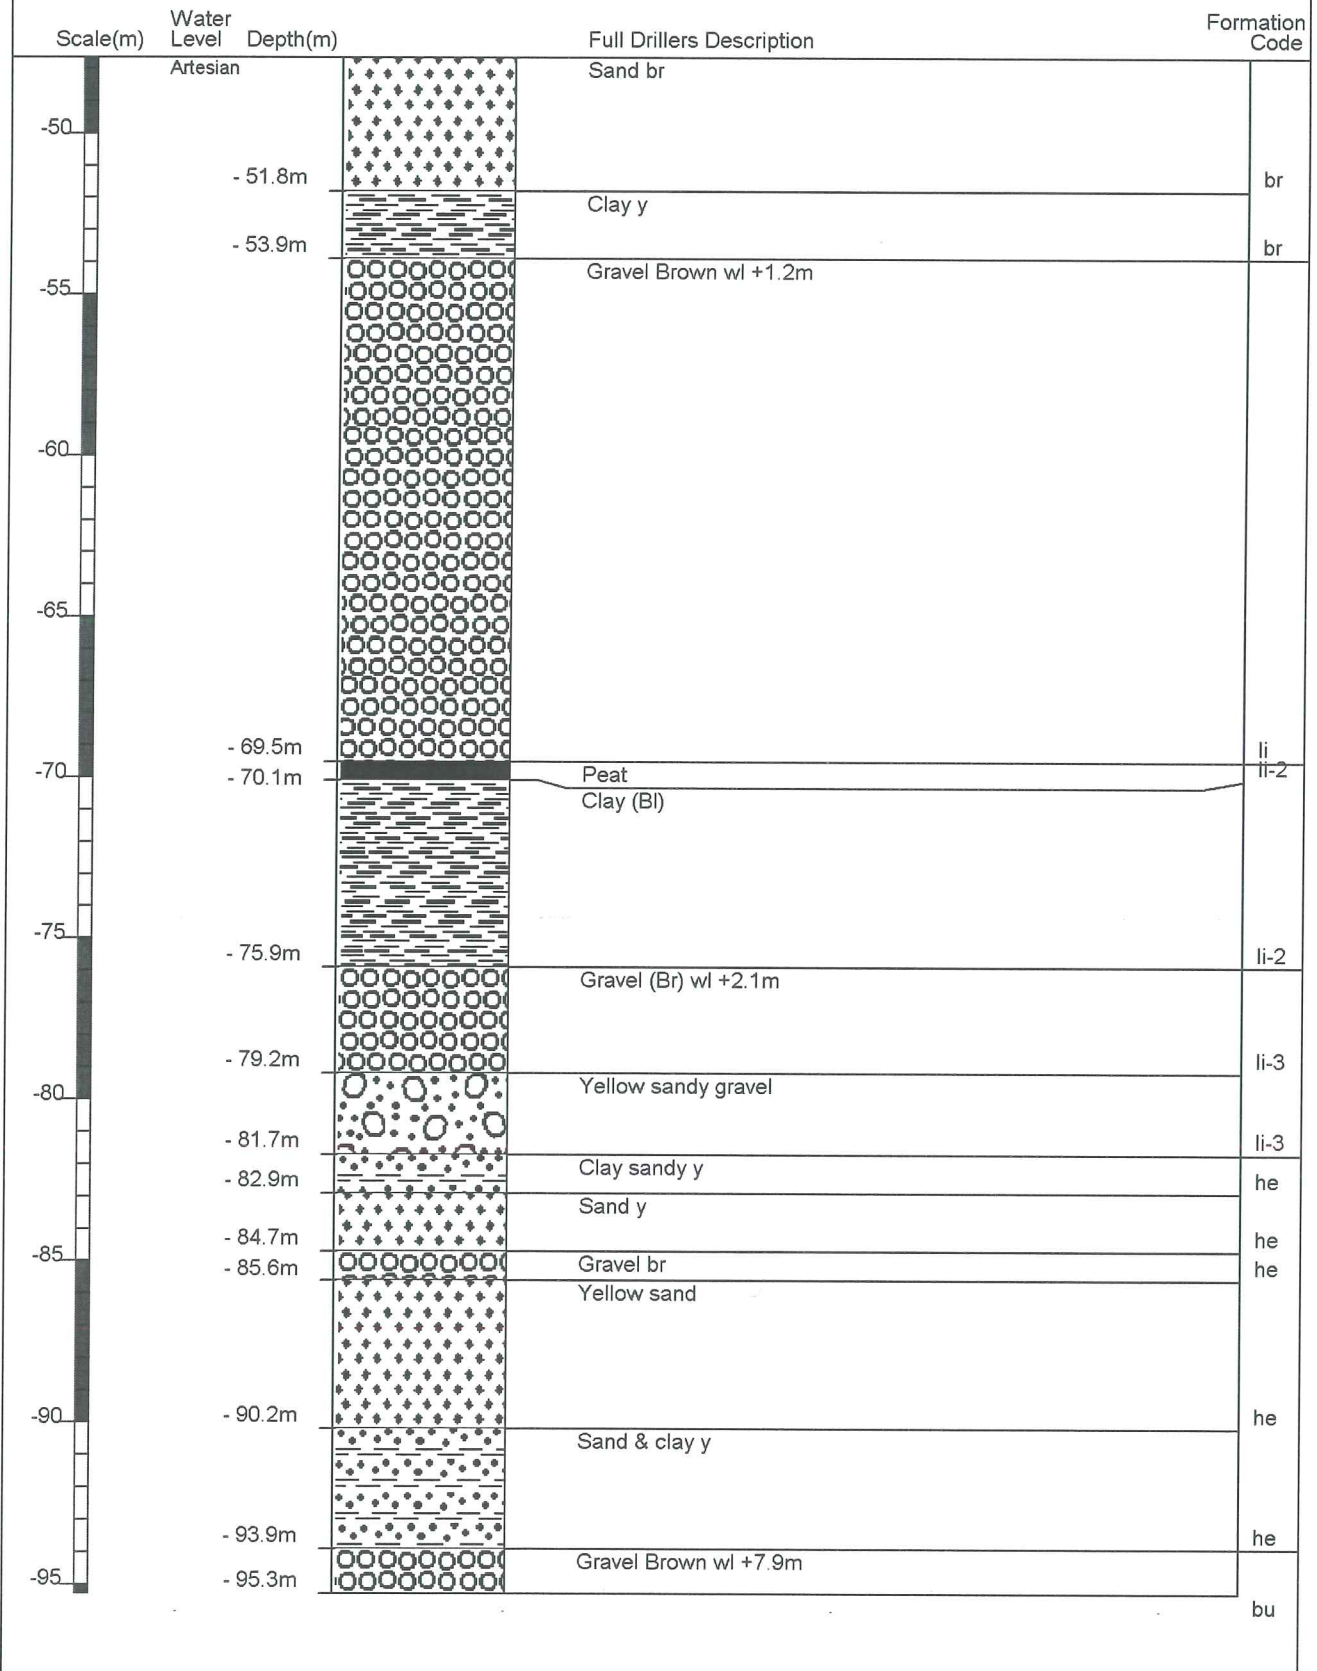 Scale(m) Water Level Depth(m) Full Drillers Description Formation Code
Artesian
Sand br
-50
- 51.8m br
Clay y
- 53.9m br
Gravel Brown wl +1.2m
-55
-60
-65
- 69.5m li
-70 Peat li-2
- 70.1m
Clay (Bl)
-75
- 75.9m li-2
Gravel (Br) wl +2.1m
- 79.2m li-3
Yellow sandy gravel
-80
- 81.7m li-3
Clay sandy y
- 82.9m he
Sand y
- 84.7m he
-85 Gravel br
- 85.6m he
Yellow sand
-90
- 90.2m he
Sand & clay y
- 93.9m he
Gravel Brown wl +7.9m
-95
- 95.3m
bu